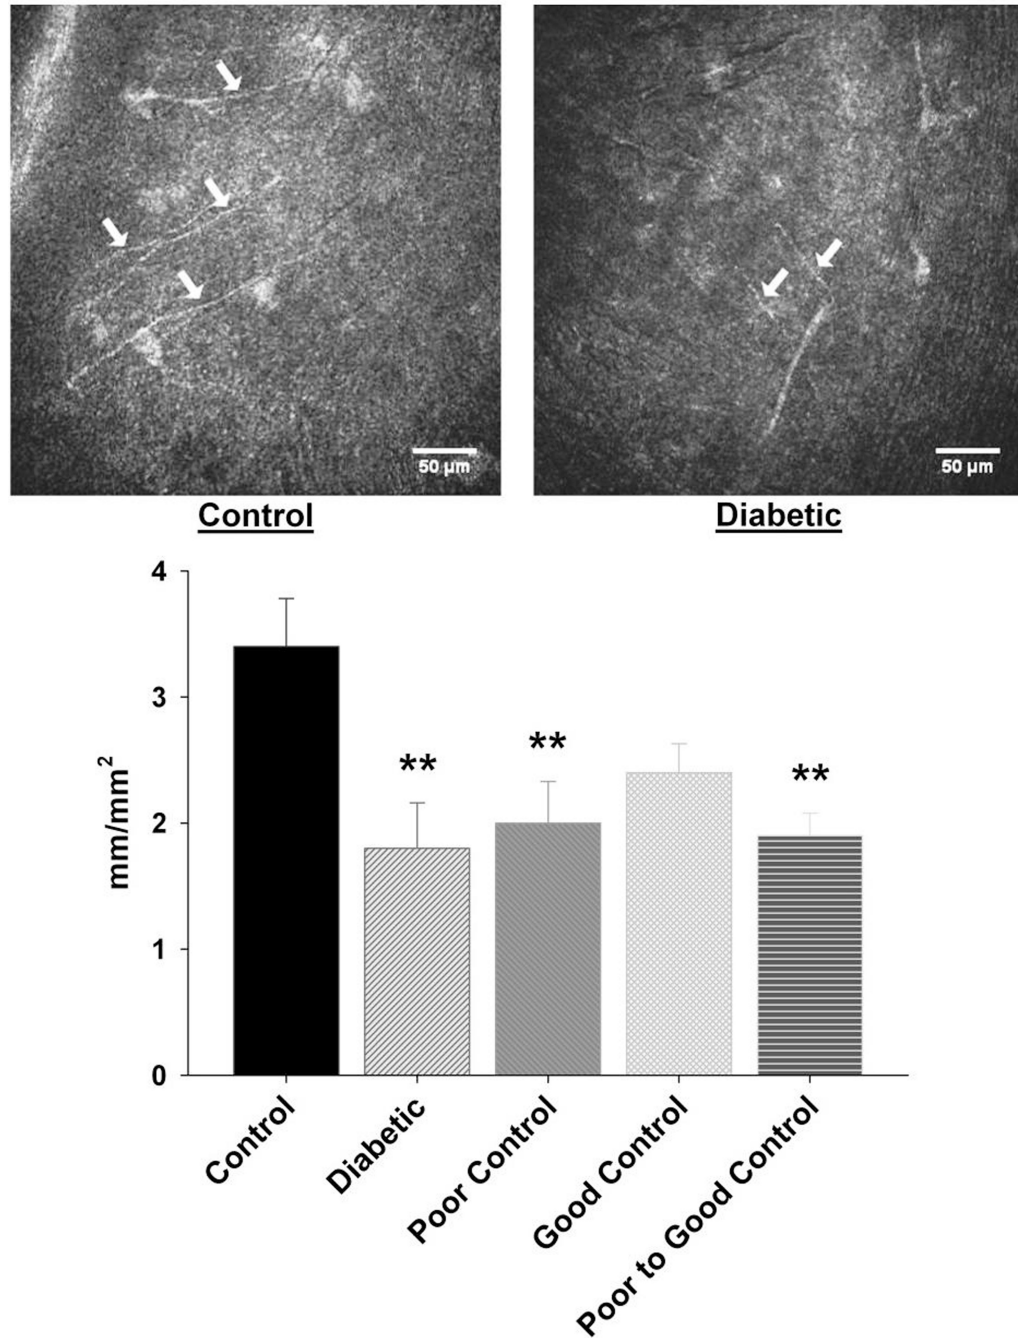 50 µm
50 µm
Control
Diabetic
4
3
2
1
0
mm/mm²
**
**
**
Control
Diabetic
Poor Control
Good Control
Poor to Good Control